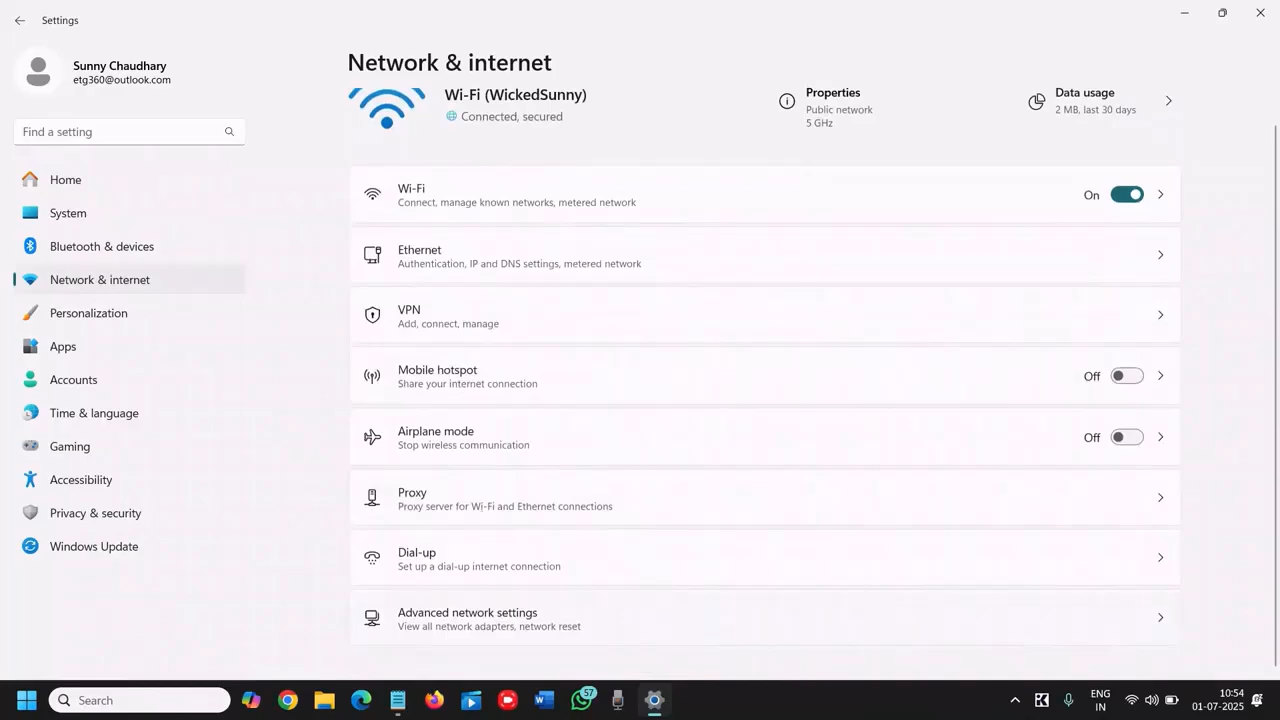 Settings
Sunny Chaudhary
etg360@outlook.com
Find a setting
Home
System
Bluetooth & devices
Network & internet
Personalization
Apps
Accounts
Time & language
Gaming
Accessibility
Privacy & security
Windows Update
Network & internet
Wi-Fi (WickedSunny)
Connected, secured
Properties
Public network
5 GHz
Data usage
2 MB, last 30 days
Wi-Fi
Connect, manage known networks, metered network
On
Ethernet
Authentication, IP and DNS settings, metered network
VPN
Add, connect, manage
Mobile hotspot
Share your internet connection
Off
Airplane mode
Stop wireless communication
Off
Proxy
Proxy server for Wi-Fi and Ethernet connections
Dial-up
Set up a dial-up internet connection
Advanced network settings
View all network adapters, network reset
Search
57
ENG
IN
10:54
01-07-2025